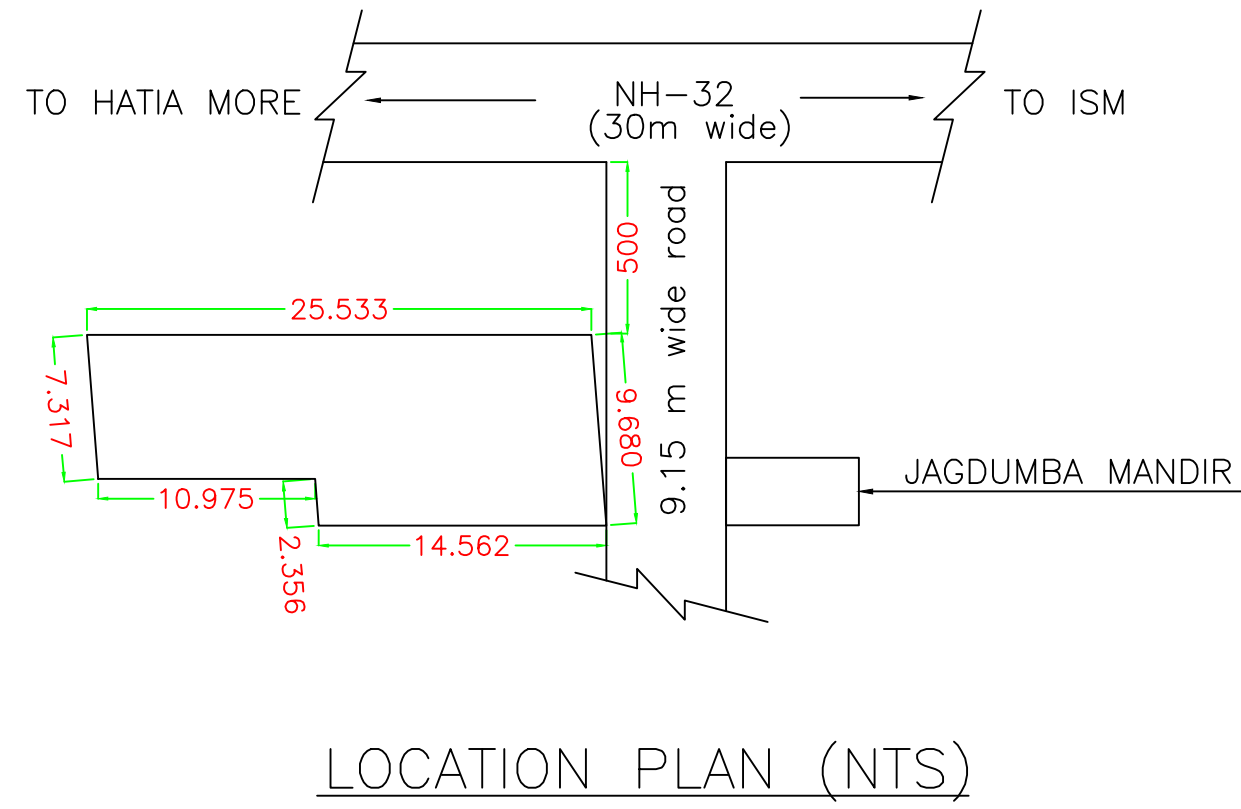 TO HATIA MORE
NH-32
(30m wide)
TO ISM
500
9.15 m wide road
25.533
7.317
9.680
10.975
2.356
14.562
JAGDUMBA MANDIR
LOCATION PLAN (NTS)